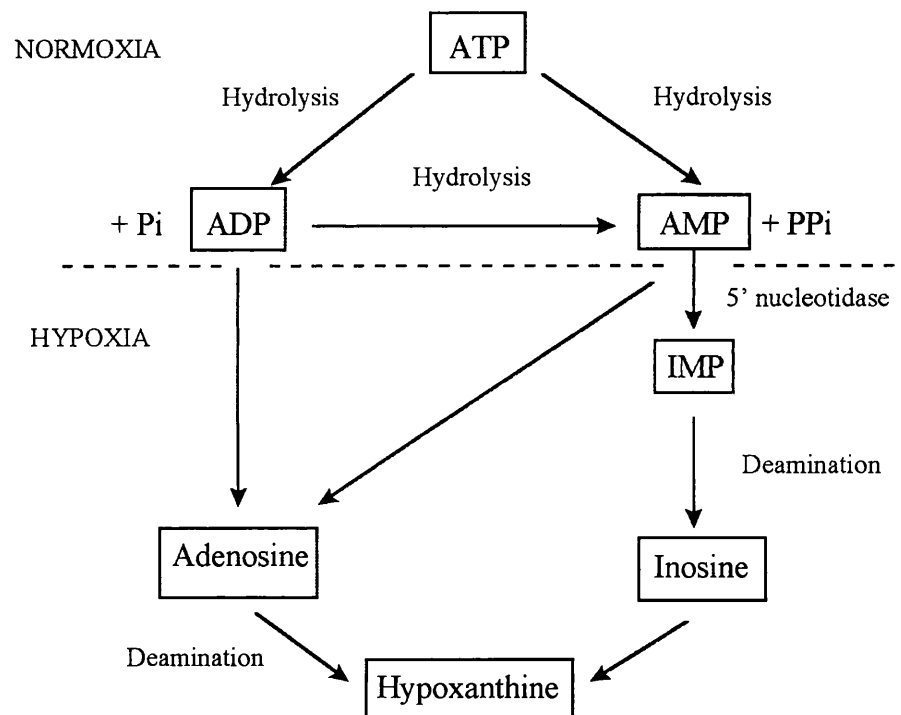 NORMOXIA
ATP
Hydrolysis
Hydrolysis
Hydrolysis
+ Pi ADP
AMP + PPi
5’ nucleotidase
HYPOXIA
IMP
Deamination
Adenosine
Inosine
Deamination
Hypoxanthine